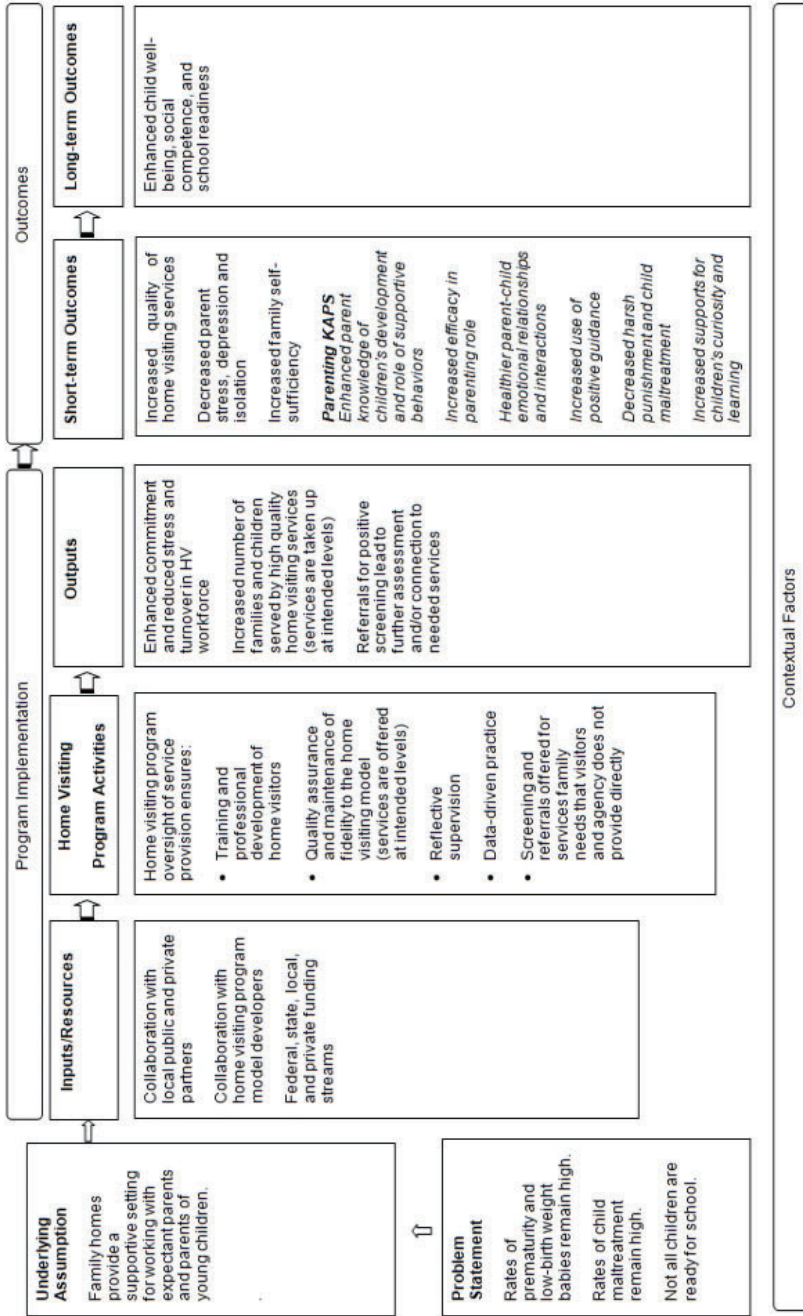 Program Implementation
Outcomes
Underlying
Assumption
Family homes
provide a
supportive setting
for working with
expectant parents
and parents of
young children.
.
Problem
Statement
Rates of
prematurity and
low-birth weight
babies remain high.
Rates of child
maltreatment
remain high.
Not all children are
ready for school.
Inputs/Resources
Collaboration with
local public and private
partners
Collaboration with
home visiting program
model developers
Federal, state, local,
and private funding
streams
Home Visiting
Program Activities
Home visiting program
oversight of service
provision ensures:
• Training and
professional
development of
home visitors
• Quality assurance
and maintenance of
fidelity to the home
visiting model
(services are offered
at intended levels)
• Reflective
supervision
• Data-driven practice
• Screening and
referrals offered for
services family
needs that visitors
and agency does not
provide directly
Outputs
Enhanced commitment
and reduced stress and
turnover in HV
workforce
Increased number of
families and children
served by high quality
home visiting services
(services are taken up
at intended levels)
Referrals for positive
screening lead to
further assessment
and/or connection to
needed services
Short-term Outcomes
Increased quality of
home visiting services
Decreased parent
stress, depression and
isolation
Increased family self-
sufficiency
Parenting KAPS
Enhanced parent
knowledge of
children's development
and role of supportive
behaviors
Increased efficacy in
parenting role
Healthier parent-child
emotional relationships
and interactions
Increased use of
positive guidance
Decreased harsh
punishment and child
maltreatment
Increased supports for
children's curiosity and
learning
Long-term Outcomes
Enhanced child well-
being, social
competence, and
school readiness
Contextual Factors